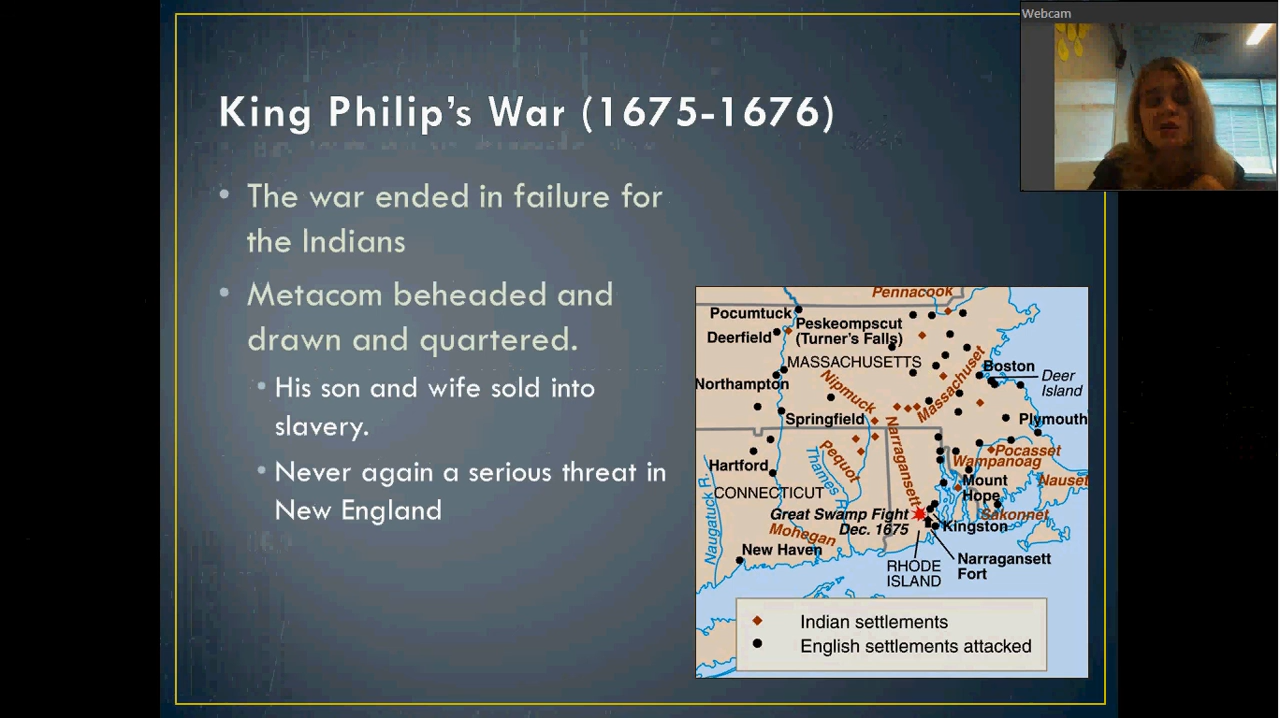 Webcam
King Philip's War (1675-1676)
• The war ended in failure for
the Indians
• Metacom beheaded and
drawn and quartered.
• His son and wife sold into
slavery.
• Never again a serious threat in
New England
Pennacook
Pocumtuck
Peskeompscut
(Turner's Falls)
Deerfield
MASSACHUSETTS
Boston
Deer
Island
Northampton
Nipmuck
Massachuset
Springfield
Plymouth
Narragansett
Pequot
Pocasset
Wampanoag
Hartford
Thames R.
Mount
Hope
Nauset
CONNECTICUT
Naugatuck R.
Great Swamp Fight
Dec. 1675
Sakonnet
Kingston
Mohegan
New Haven
Narragansett
Fort
RHODE
ISLAND
Indian settlements
English settlements attacked